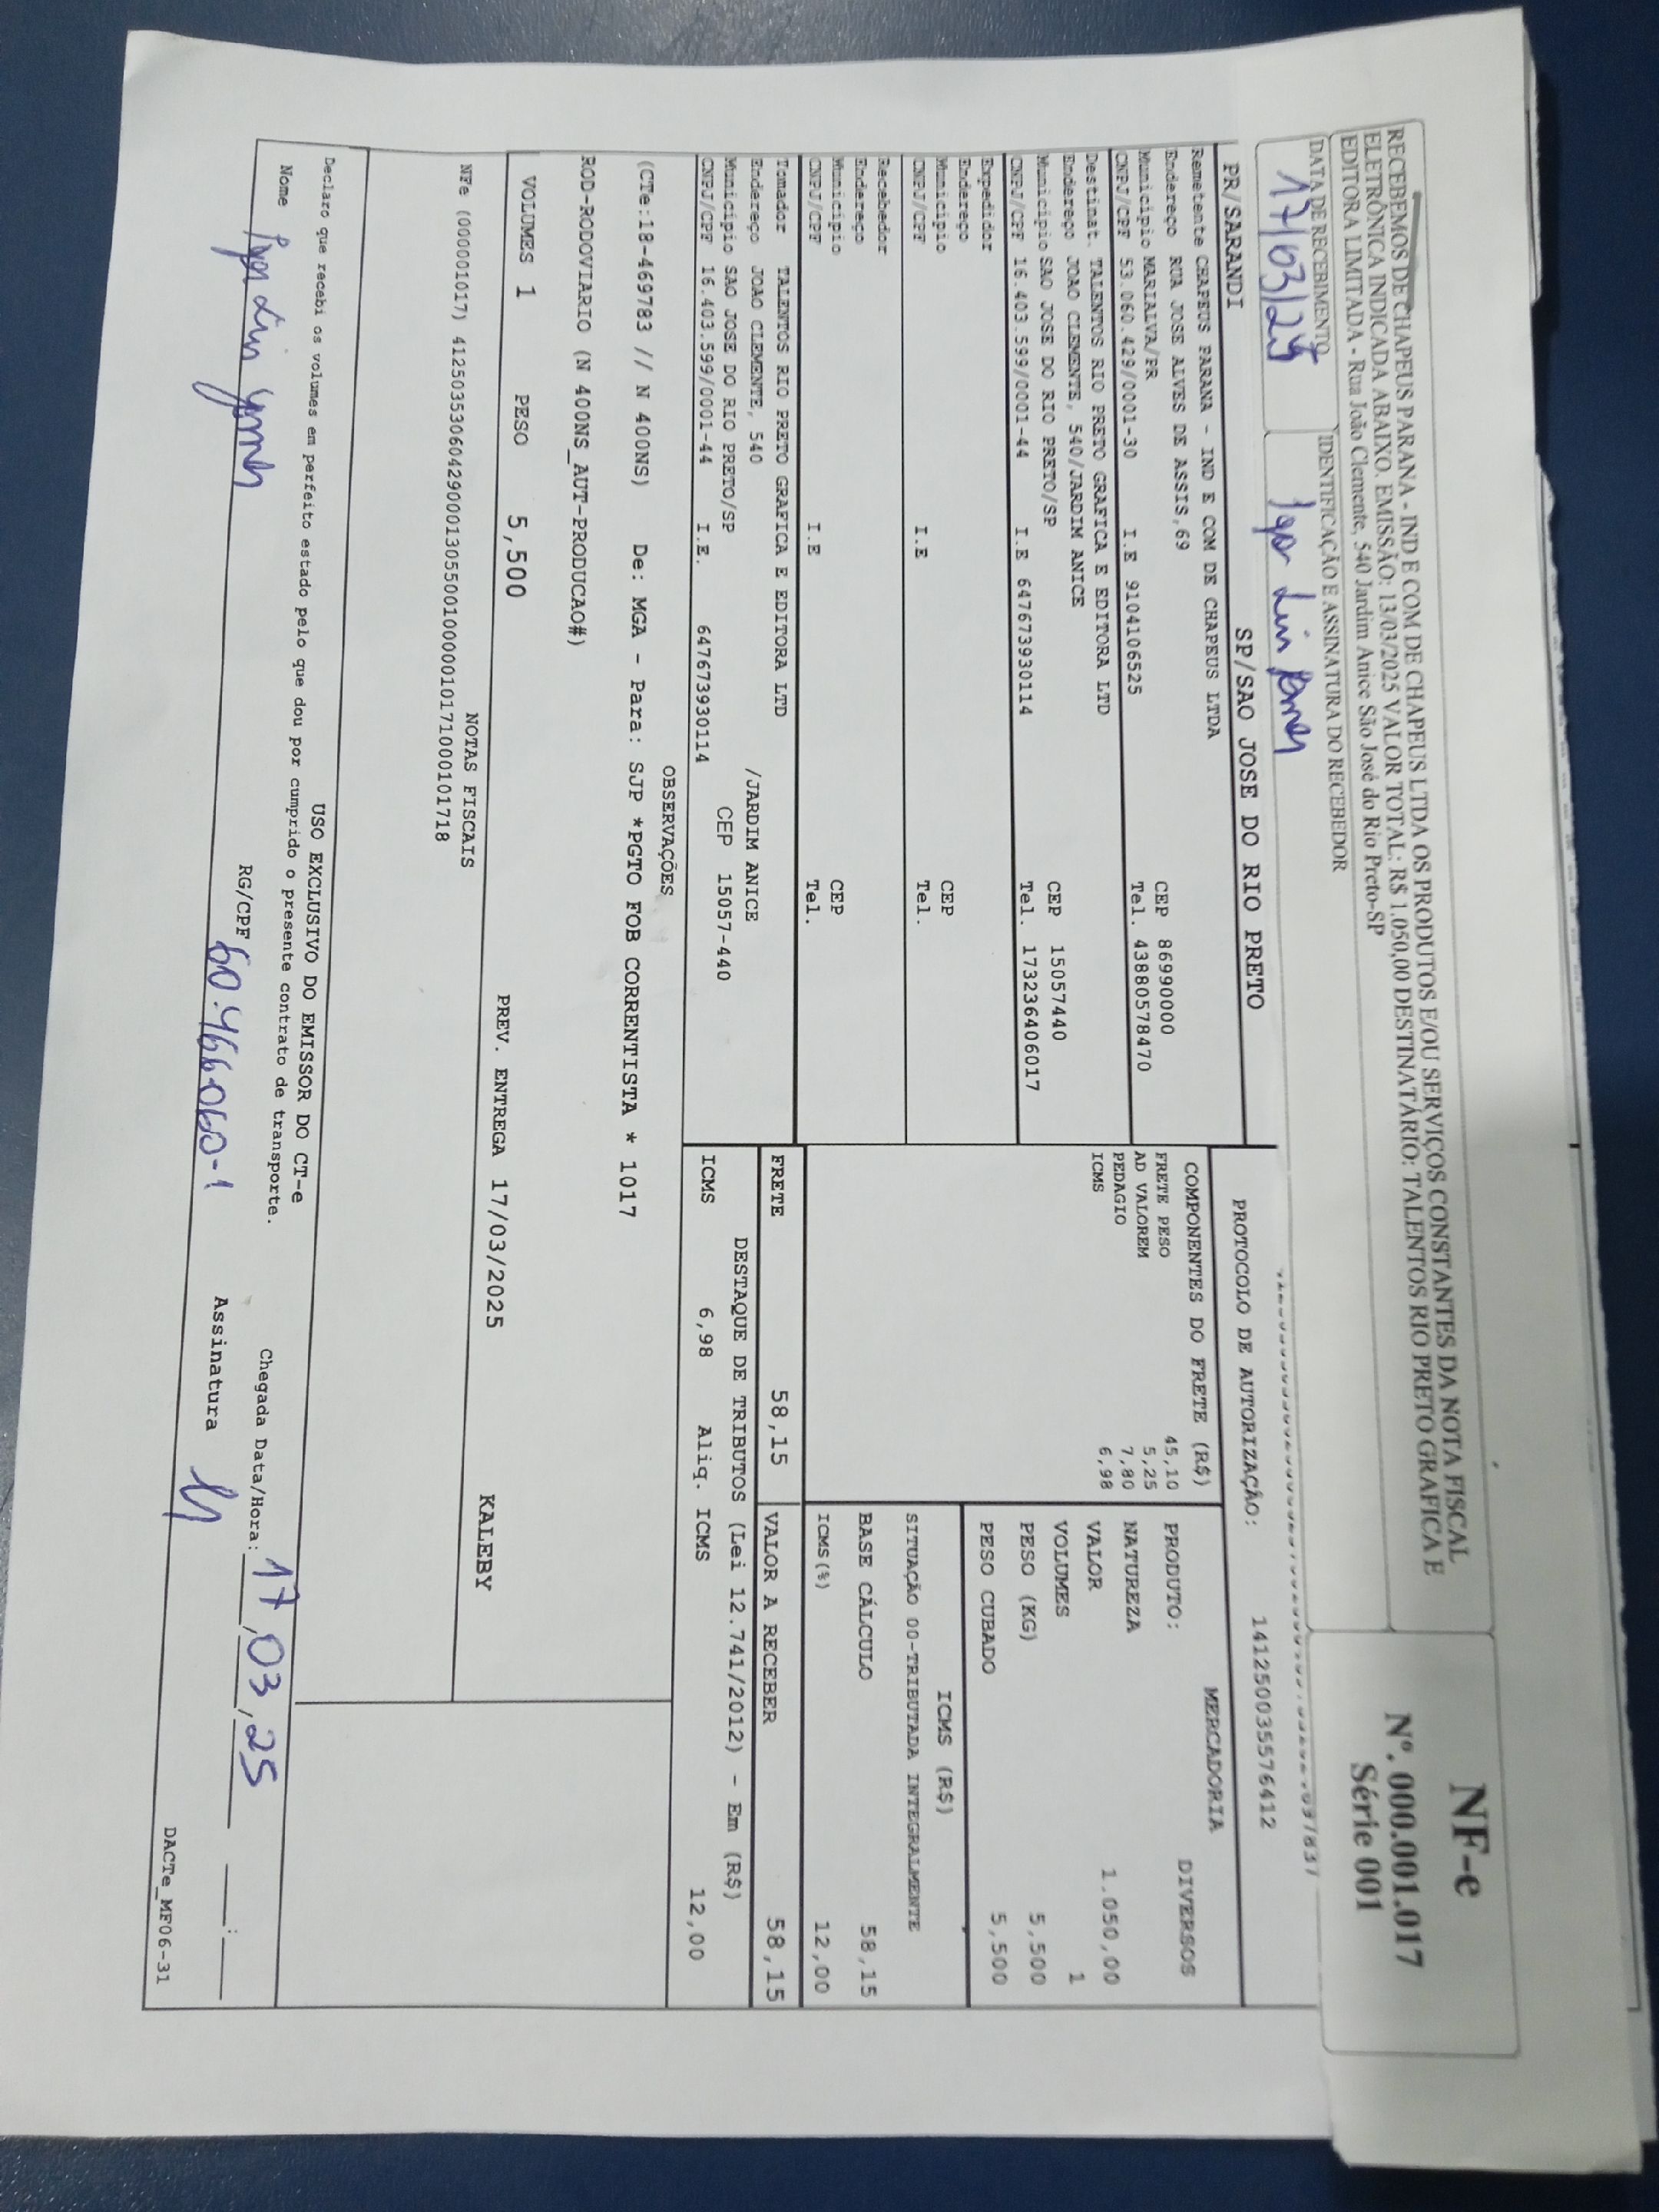 RECEBEMOS DE CHAPEUS PARANA - IND E COM DE CHAPEUS LTDA OS PRODUTOS E/OU SERVIÇOS CONSTANTES DA NOTA FISCAL
ELETRÔNICA INDICADA ABAIXO. EMISSÃO: 13/03/2025 VALOR TOTAL: R$ 1.050,00 DESTINATÁRIO: TALENTOS RIO PRETO GRAFICA E
EDITORA LIMITADA - Rua João Clemente, 540 Jardim Anice São José do Rio Preto-SP
NF-e
Nº. 000.001.017
Série 001
DATA DE RECEBIMENTO
IDENTIFICAÇÃO E ASSINATURA DO RECEBEDOR
17/03/25
Igor Luis
PR/SARANDI SP/SAO JOSE DO RIO PRETO
PROTOCOLO DE AUTORIZAÇÃO: 141250035576412
Remetente CHAPEUS PARANA - IND E COM DE CHAPEUS LTDA
Endereço RUA JOSE ALVES DE ASSIS,69
Município MARIALVA/PR CEP 86990000
CNPJ/CPF 53.060.429/0001-30 I.E 9104106525 Tel. 43880578470
Destinat. TALENTOS RIO PRETO GRAFICA E EDITORA LTD
Endereço JOAO CLEMENTE, 540/JARDIM ANICE
Município SAO JOSE DO RIO PRETO/SP CEP 15057440
CNPJ/CPF 16.403.599/0001-44 I.E 647673930114 Tel. 173236406017
Expedidor
Endereço
Município CEP
CNPJ/CPF I.E Tel.
Recebedor
Endereço
Município CEP
CNPJ/CPF I.E Tel.
Tomador TALENTOS RIO PRETO GRAFICA E EDITORA LTD
Endereço JOAO CLEMENTE, 540 /JARDIM ANICE
Município SAO JOSE DO RIO PRETO/SP CEP 15057-440
CNPJ/CPF 16.403.599/0001-44 I.E. 647673930114
COMPONENTES DO FRETE (R$)
FRETE PESO 45,10
AD VALOREM 5,25
PEDAGIO 7,80
ICMS 6,98
MERCADORIA
PRODUTO: DIVERSOS
NATUREZA
VALOR 1.050,00
VOLUMES 1
PESO (KG) 5,500
PESO CUBADO 5,500
ICMS (R$)
SITUAÇÃO 00-TRIBUTADA INTEGRALMENTE
BASE CÁLCULO 58,15
ICMS(%) 12,00
FRETE 58,15
VALOR A RECEBER 58,15
DESTAQUE DE TRIBUTOS (Lei 12.741/2012) - Em (R$)
ICMS 6,98 Aliq. ICMS 12,00
OBSERVAÇÕES
(CTe:18-469783 // N 400NS) De: MGA - Para: SJP *PGTO FOB CORRENTISTA * 1017
ROD-RODOVIARIO (N 400NS_AUT-PRODUCAO#)
VOLUMES 1 PESO 5,500 PREV. ENTREGA 17/03/2025 KALEBY
NOTAS FISCAIS
NFe (000001017) 41250353060429000130550010000010171000101718
USO EXCLUSIVO DO EMISSOR DO CT-e
Declaro que recebi os volumes em perfeito estado pelo que dou por cumprido o presente contrato de transporte.
Chegada Data/Hora: 17/03/25 __:__
Nome Igor Luis RG/CPF 60.466060-1 Assinatura
DACTe_MF06-31